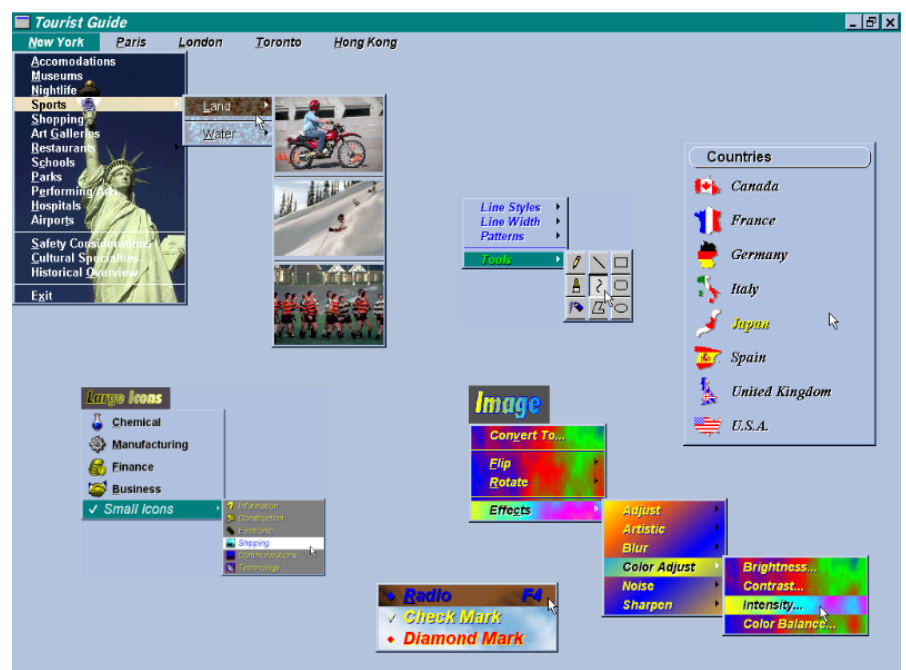 Tourist Guide
New York Paris London Toronto Hong Kong
Accomodations
Museums
Nightlife
Sports
Shopping
Art Galleries
Restaurants
Schools
Parks
Performing Arts
Hospitals
Airports
Safety Considerations
Cultural Specialties
Historical Overview
Exit
Land
Water
Line Styles
Line Width
Patterns
Tools
Countries
Canada
France
Germany
Italy
Japan
Spain
United Kingdom
U.S.A.
Large Icons
Chemical
Manufacturing
Finance
Business
✓ Small Icons
Information
Construction
Electronic
Shipping
Communications
Technology
Image
Convert To...
Flip
Rotate
Effects
Adjust
Artistic
Blur
Color Adjust
Noise
Sharpen
Brightness...
Contrast...
Intensity...
Color Balance...
Radio F4
✓ Check Mark
Diamond Mark